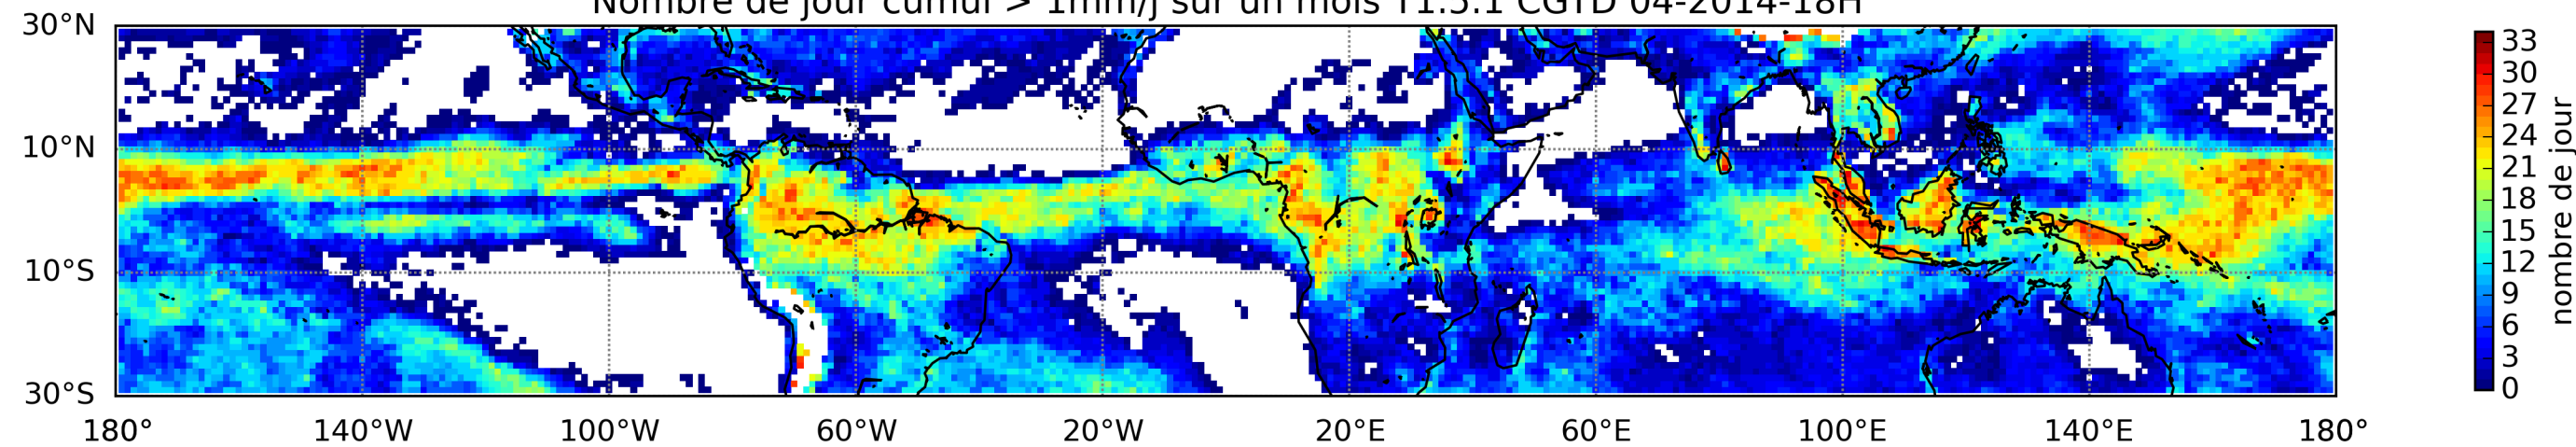 Nombre de jour cumul > 1mm/j sur un mois T1.5.1 CGTD 04-2014-18H
30°N
10°N
10°S
30°S
180°
140°W
100°W
60°W
20°W
20°E
60°E
100°E
140°E
180°
33
30
27
24
21
18
15
12
9
6
3
0
nombre de jour